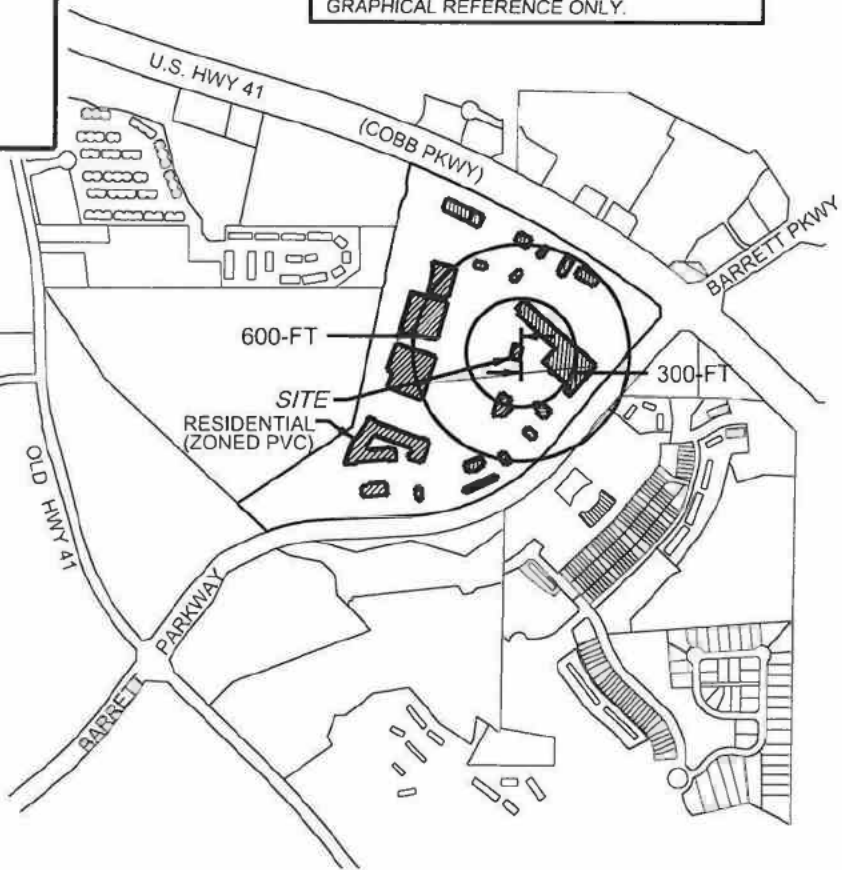 GRAPHICAL REFERENCE ONLY.
U.S. HWY 41
(COBB PKWY)
BARRETT PKWY
600-FT
300-FT
SITE
RESIDENTIAL
(ZONED PVC)
OLD HWY 41
BARRETT PARKWAY